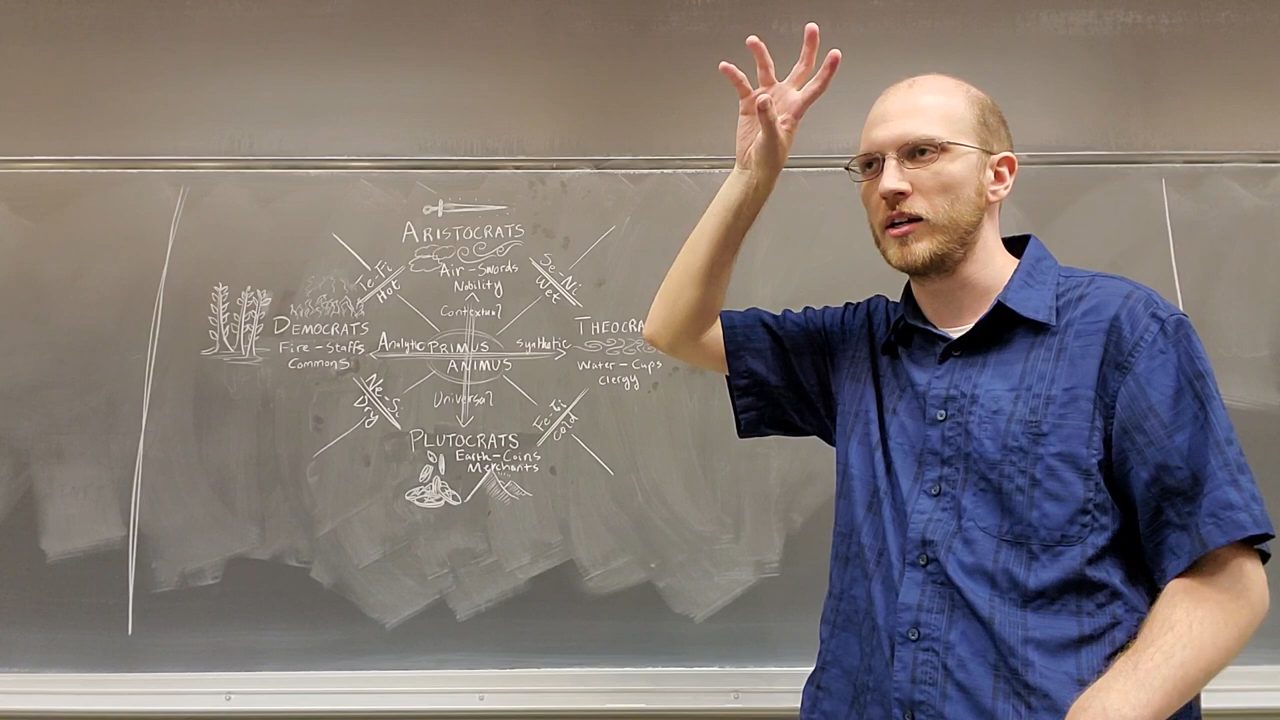 ARISTOCRATS
Air-Swords
Nobility
Te-Fi
Hot
Se-Ni
Wet
Contextual
DEMOCRATS
Fire-Staffs
Commons
Analytic
PRIMUS
ANIMUS
synthetic
THEOCRA
Water-Cups
Clergy
Universal
Ne-Si
Dry
Fe-Ti
Cold
PLUTOCRATS
Earth-Coins
Merchants